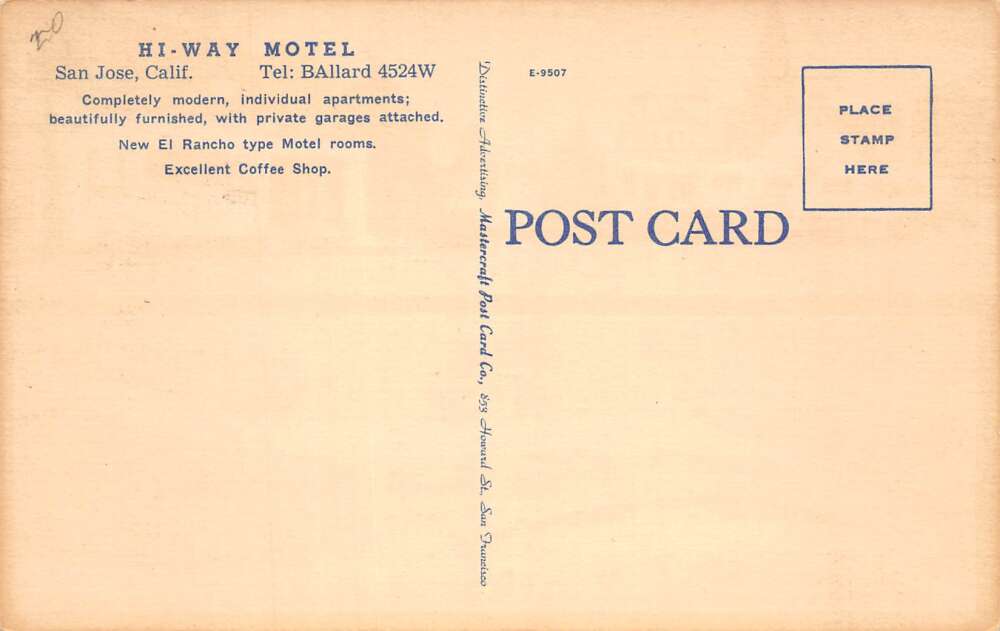 HI-WAY MOTEL
San Jose, Calif. Tel: BAllard 4524W
Completely modern, individual apartments;
beautifully furnished, with private garages attached.
New El Rancho type Motel rooms.
Excellent Coffee Shop.
Distinctive Advertising, Mastercraft Post Card Co., 853 Howard St., San Francisco
E-9507
PLACE
STAMP
HERE
POST CARD